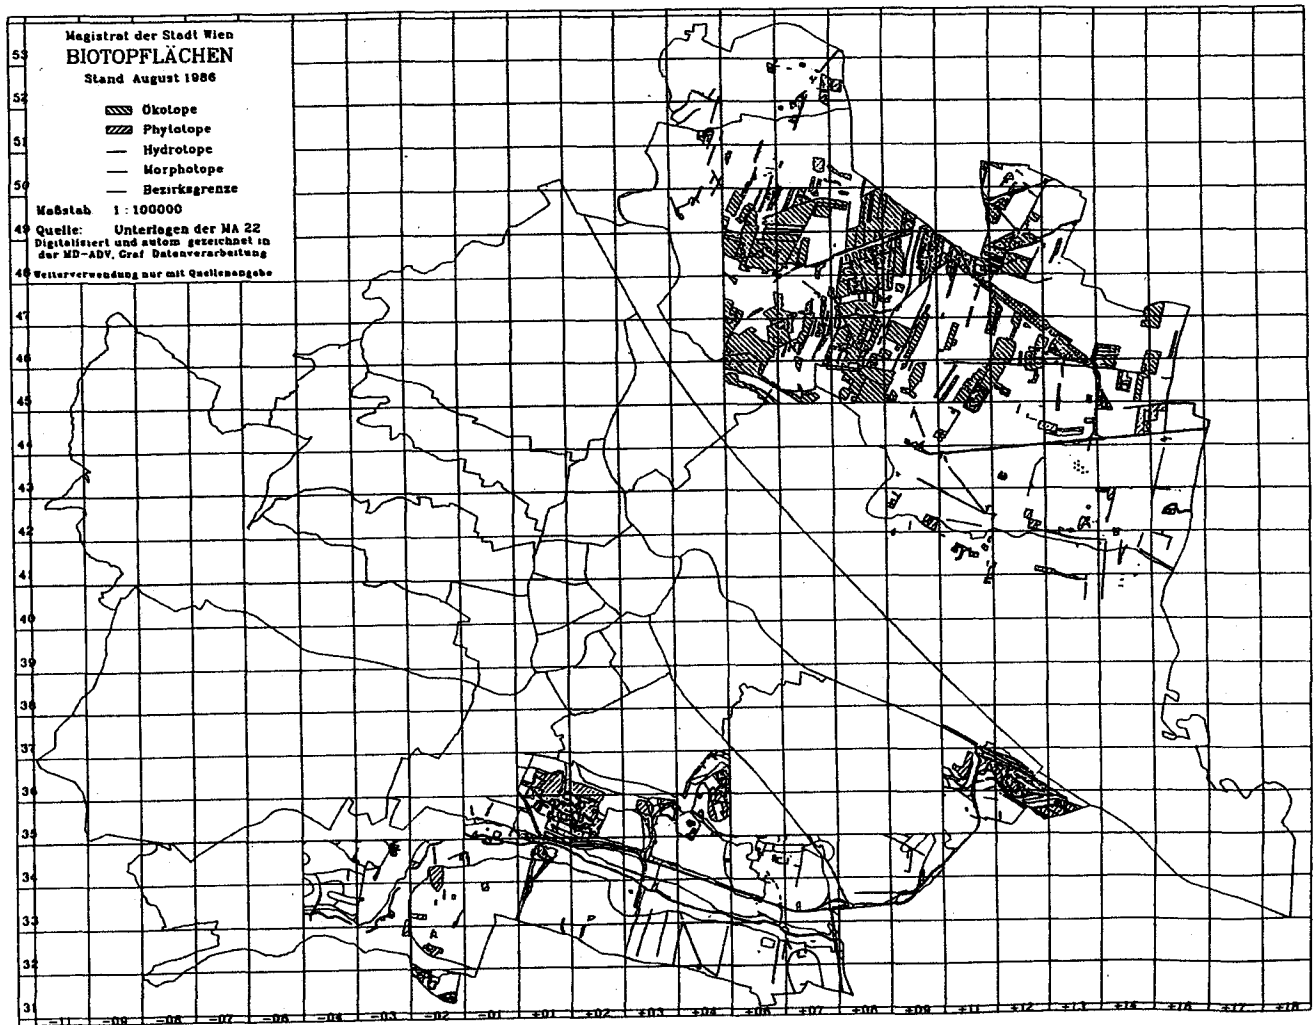 Magistrat der Stadt Wien
BIOTOPFLÄCHEN
Stand August 1986
Ökotope
Phytotope
Hydrotope
Morphotope
Bezirksgrenze
Maßstab 1 : 100000
Quelle: Unterlagen der MA 22
Digitalisiert und autom gezeichnet in
der MD-ADV, Graf Datenverarbeitung
Weiterverwendung nur mit Quellenangabe
53
52
51
50
49
48
47
46
45
44
43
42
41
40
39
38
37
36
35
34
33
32
31
-11 -09 -08 -07 -06 -04 -03 -02 -01 +01 +02 +03 +04 +06 +07 +08 +09 +11 +12 +13 +14 +16 +17 +18